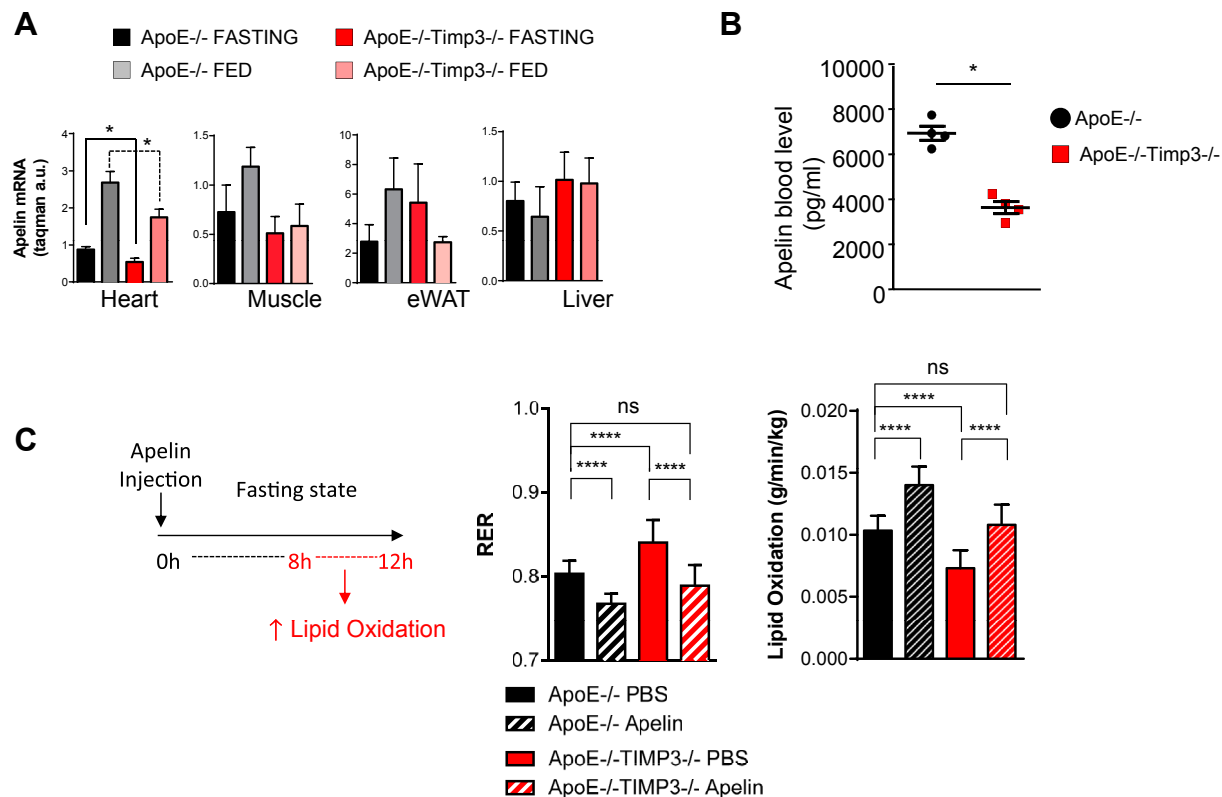 A
ApoE-/- FASTING
ApoE-/-Timp3-/- FASTING
ApoE-/- FED
ApoE-/-Timp3-/- FED
Apelin mRNA
(taqman a.u.)
4
3
2
1
0
*
*
Heart
1.5
1.0
0.5
0.0
Muscle
10
8
6
4
2
0
eWAT
1.5
1.0
0.5
0.0
Liver
B
Apelin blood level
(pg/ml)
10000
8000
6000
4000
2000
0
*
ApoE-/-
ApoE-/-Timp3-/-
C
Apelin
Injection
Fasting state
0h
8h
12h
↑ Lipid Oxidation
RER
1.0
0.9
0.8
0.7
ns
****
****
****
ApoE-/- PBS
ApoE-/- Apelin
ApoE-/-TIMP3-/- PBS
ApoE-/-TIMP3-/- Apelin
Lipid Oxidation (g/min/kg)
0.020
0.015
0.010
0.005
0.000
ns
****
****
****